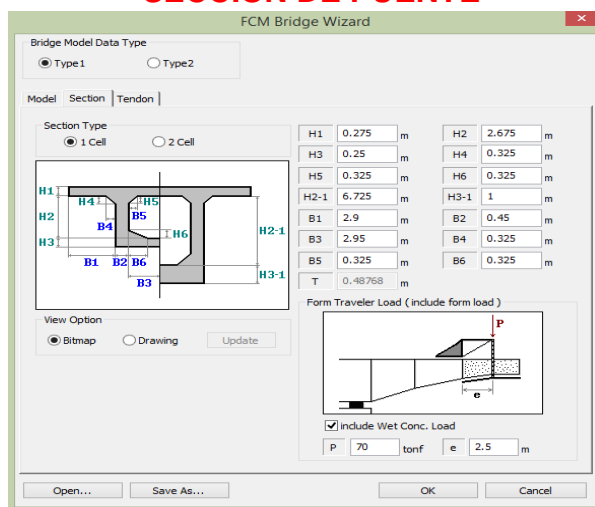 SECCION DE PUENTE
FCM Bridge Wizard
Bridge Model Data Type
Type1 Type2
Model Section Tendon
Section Type
1 Cell 2 Cell
H1 0.275 m H2 2.675 m
H3 0.25 m H4 0.325 m
H5 0.325 m H6 0.325 m
H2-1 6.725 m H3-1 1 m
B1 2.9 m B2 0.45 m
B3 2.95 m B4 0.325 m
B5 0.325 m B6 0.325 m
T 0.48768 m
H1
H4 H5
H2
B5
B4
H6
H2-1
H3
B1 B2 B6
H3-1
B3
View Option
Bitmap Drawing Update
Form Traveler Load ( include form load )
P
e
include Wet Conc. Load
P 70 tonf e 2.5 m
Open... Save As... OK Cancel